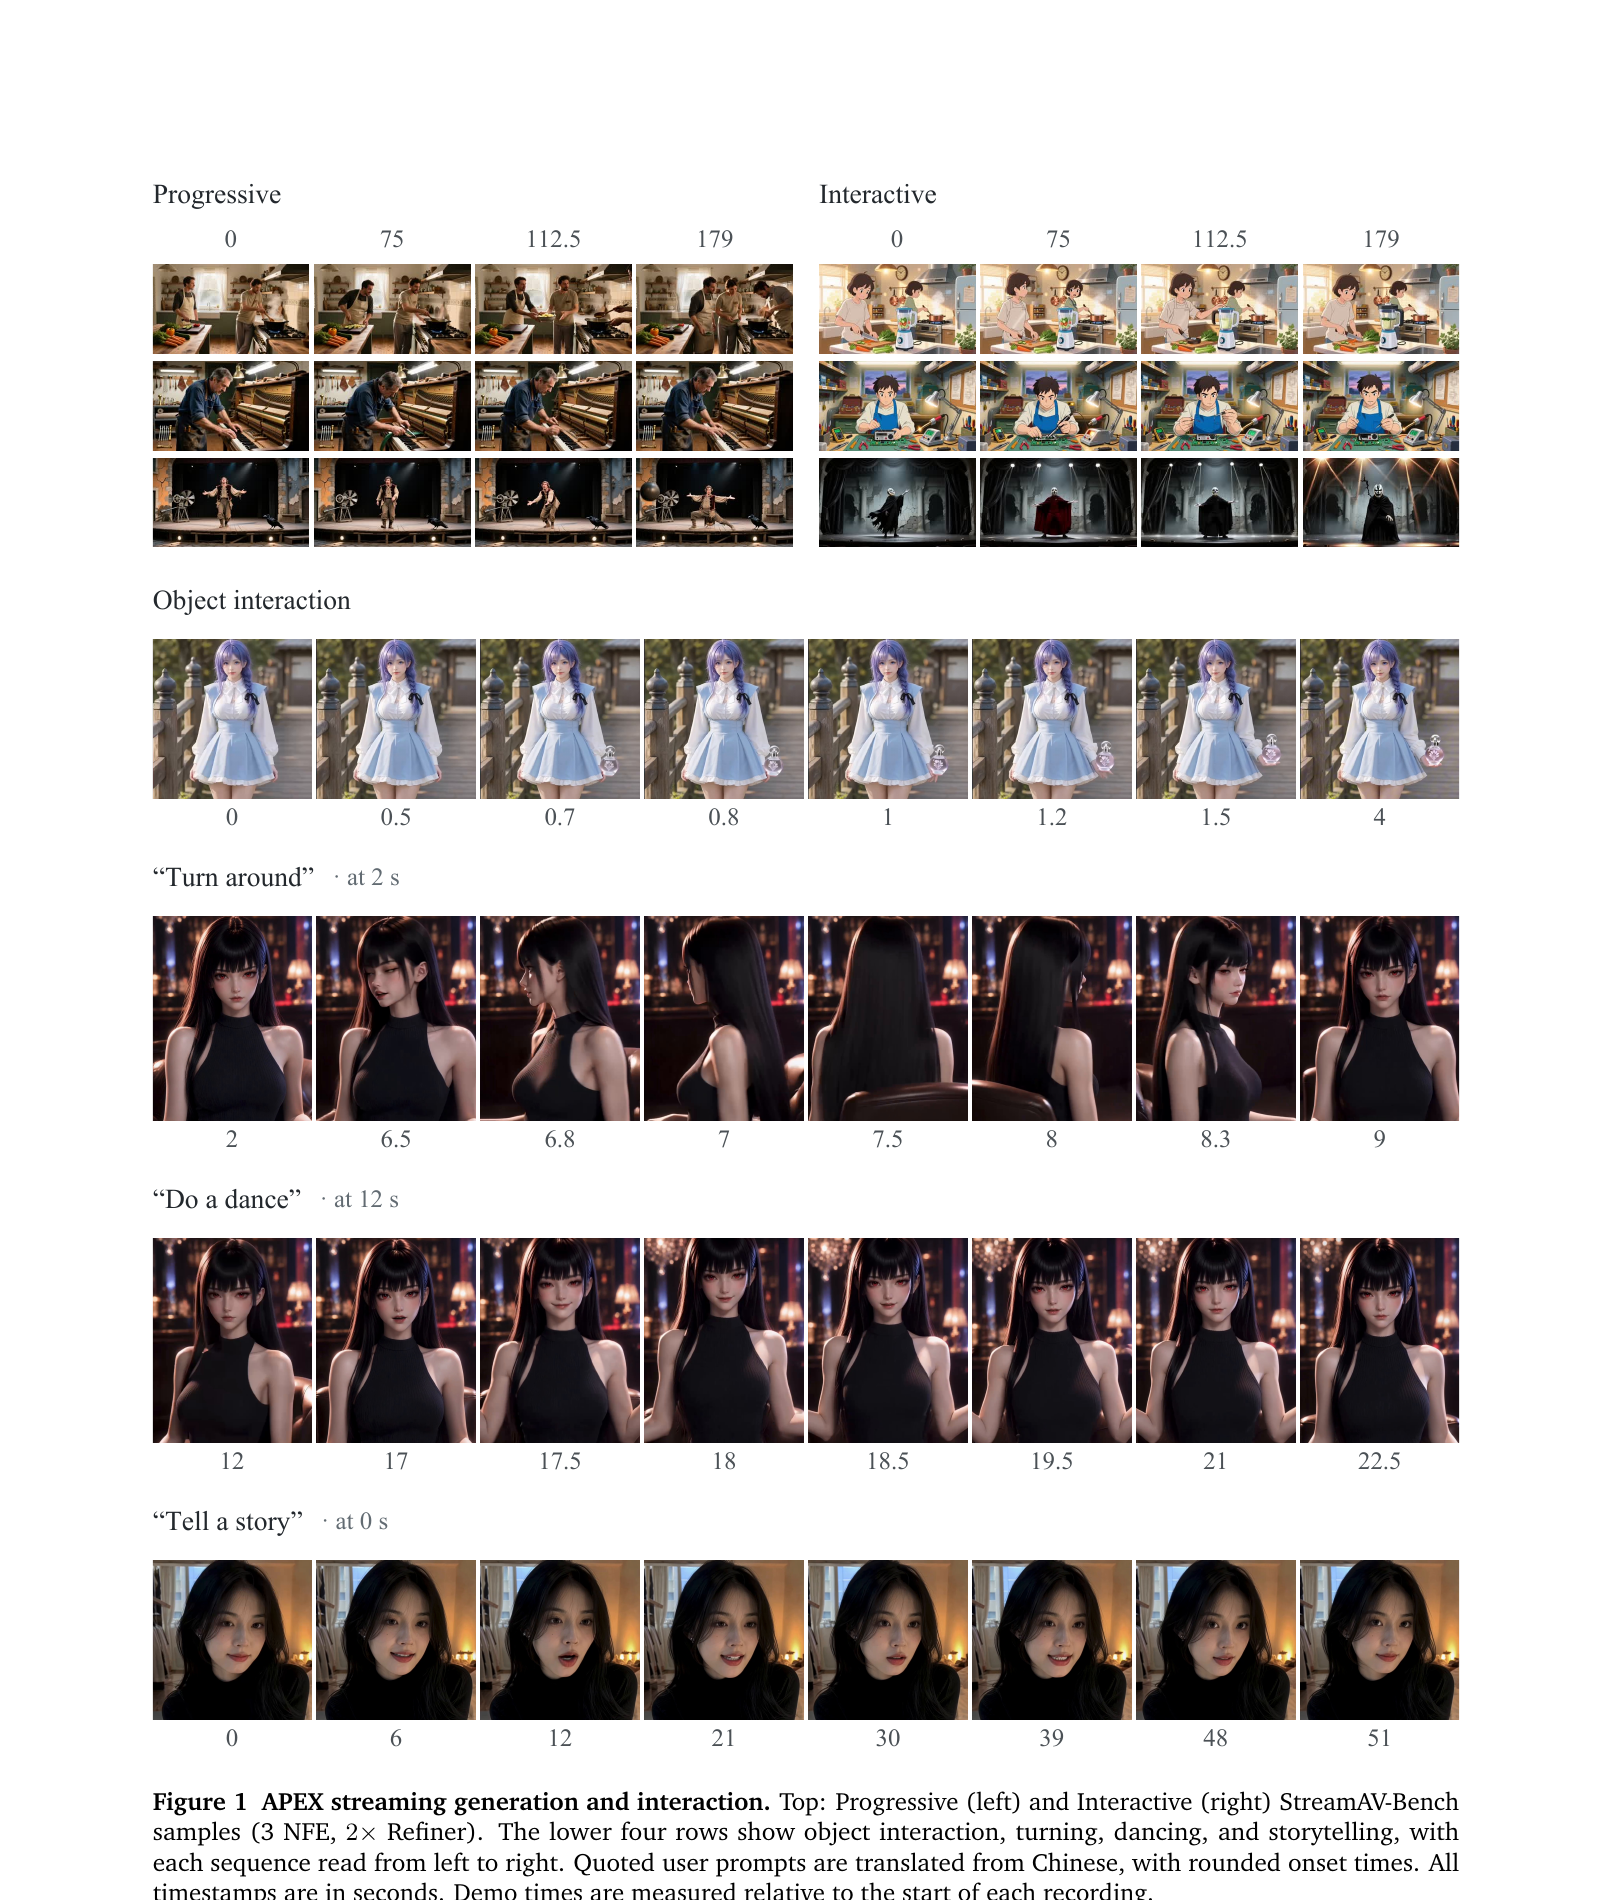 Progressive
Interactive
0 75 112.5 179
0 75 112.5 179
Object interaction
0 0.5 0.7 0.8 1 1.2 1.5 4
“Turn around” · at 2 s
2 6.5 6.8 7 7.5 8 8.3 9
“Do a dance” · at 12 s
12 17 17.5 18 18.5 19.5 21 22.5
“Tell a story” · at 0 s
0 6 12 21 30 39 48 51
Figure 1 APEX streaming generation and interaction. Top: Progressive (left) and Interactive (right) StreamAV-Bench
samples (3 NFE, 2× Refiner). The lower four rows show object interaction, turning, dancing, and storytelling, with
each sequence read from left to right. Quoted user prompts are translated from Chinese, with rounded onset times. All
timestamps are in seconds. Demo times are measured relative to the start of each recording.